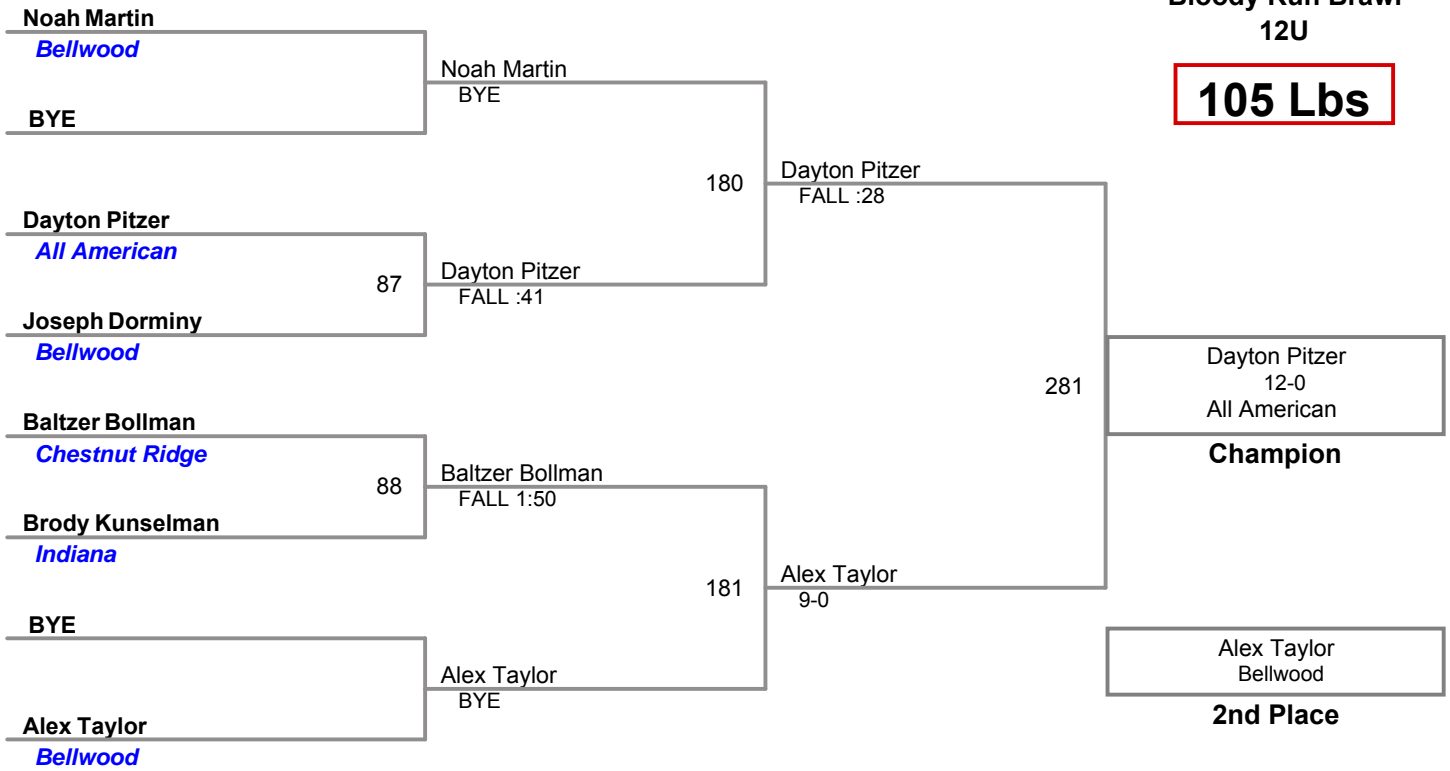 Bloody Run Brawl
12U
105 Lbs
Noah Martin
Bellwood
BYE
Noah Martin
BYE
Dayton Pitzer
All American
87
Joseph Dorminy
Bellwood
Dayton Pitzer
FALL :41
180
Dayton Pitzer
FALL :28
Baltzer Bollman
Chestnut Ridge
88
Brody Kunselman
Indiana
Baltzer Bollman
FALL 1:50
BYE
Alex Taylor
Bellwood
Alex Taylor
BYE
181
Alex Taylor
9-0
281
Dayton Pitzer
12-0
All American
Champion
Alex Taylor
Bellwood
2nd Place